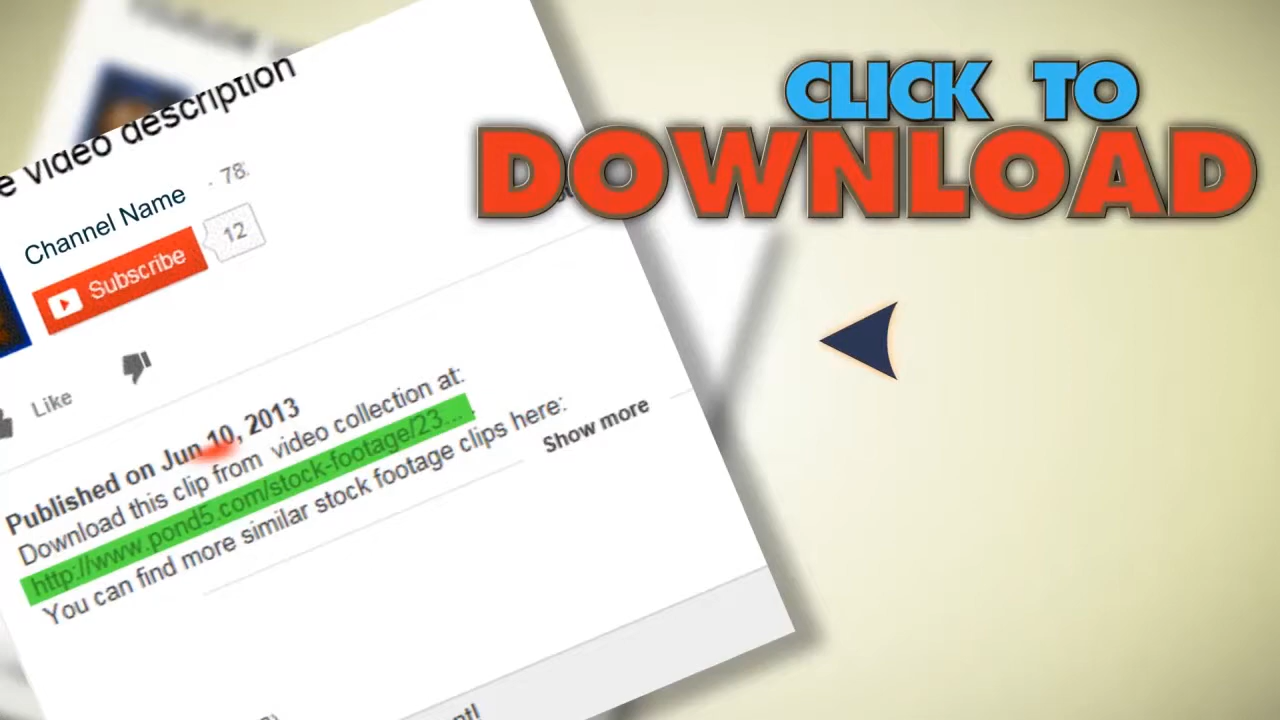 CLICK TO
DOWNLOAD
e video description
Channel Name
78
Subscribe
12
Like
Published on Jun 10, 2013
Download this clip from video collection at:
http://www.pond5.com/stock-footage/23...
You can find more similar stock footage clips here:
Show more